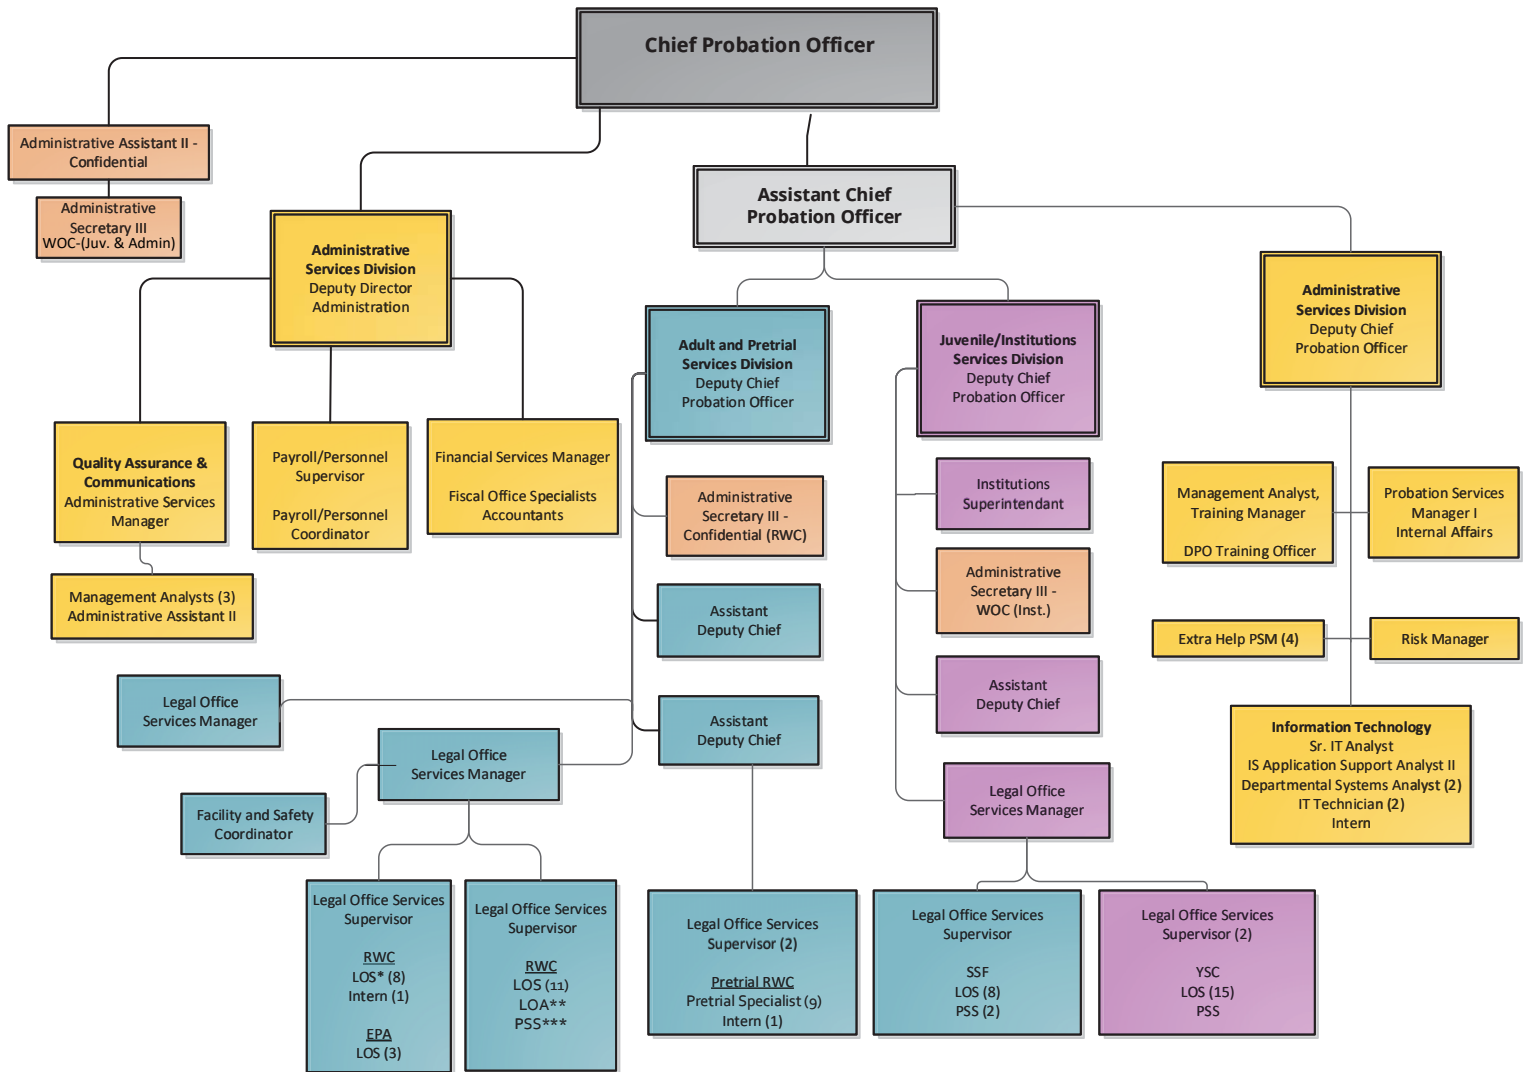 Chief Probation Officer
Administrative Assistant II -
Confidential
Administrative
Secretary III
WOC-(Juv. & Admin)
Assistant Chief
Probation Officer
Administrative
Services Division
Deputy Director
Administration
Adult and Pretrial
Services Division
Deputy Chief
Probation Officer
Juvenile/Institutions
Services Division
Deputy Chief
Probation Officer
Administrative
Services Division
Deputy Chief
Probation Officer
Quality Assurance &
Communications
Administrative Services
Manager
Payroll/Personnel
Supervisor
Payroll/Personnel
Coordinator
Financial Services Manager
Fiscal Office Specialists
Accountants
Management Analysts (3)
Administrative Assistant II
Administrative
Secretary III -
Confidential (RWC)
Institutions
Superintendant
Management Analyst,
Training Manager
DPO Training Officer
Probation Services
Manager I
Internal Affairs
Assistant
Deputy Chief
Administrative
Secretary III -
WOC (Inst.)
Extra Help PSM (4)
Risk Manager
Legal Office
Services Manager
Assistant
Deputy Chief
Assistant
Deputy Chief
Legal Office
Services Manager
Information Technology
Sr. IT Analyst
IS Application Support Analyst II
Departmental Systems Analyst (2)
IT Technician (2)
Intern
Facility and Safety
Coordinator
Legal Office
Services Manager
Legal Office Services
Supervisor
RWC
LOS* (8)
Intern (1)
EPA
LOS (3)
Legal Office Services
Supervisor
RWC
LOS (11)
LOA**
PSS***
Legal Office Services
Supervisor (2)
Pretrial RWC
Pretrial Specialist (9)
Intern (1)
Legal Office Services
Supervisor
SSF
LOS (8)
PSS (2)
Legal Office Services
Supervisor (2)
YSC
LOS (15)
PSS